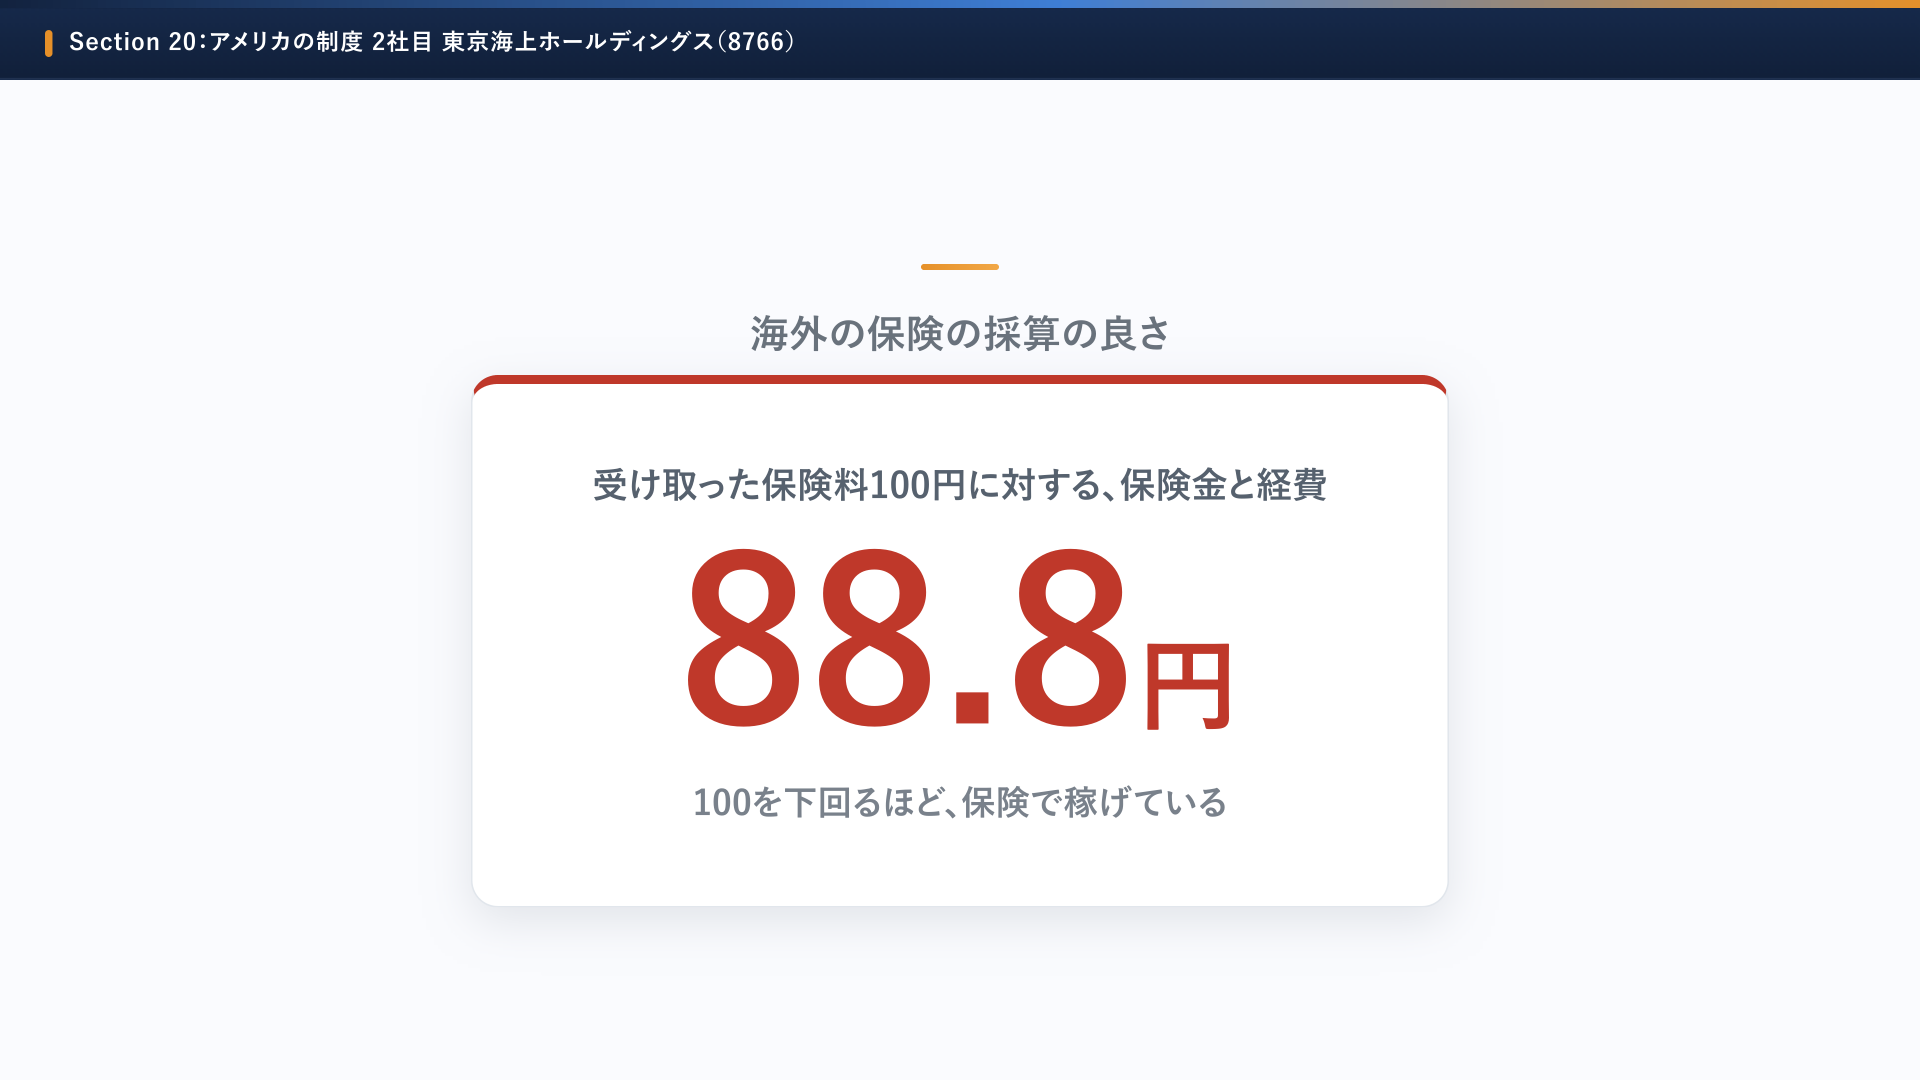 Section 20：アメリカの制度 2社目 東京海上ホールディングス（8766）
海外の保険の採算の良さ
受け取った保険料100円に対する、保険金と経費
88.8円
100を下回るほど、保険で稼げている